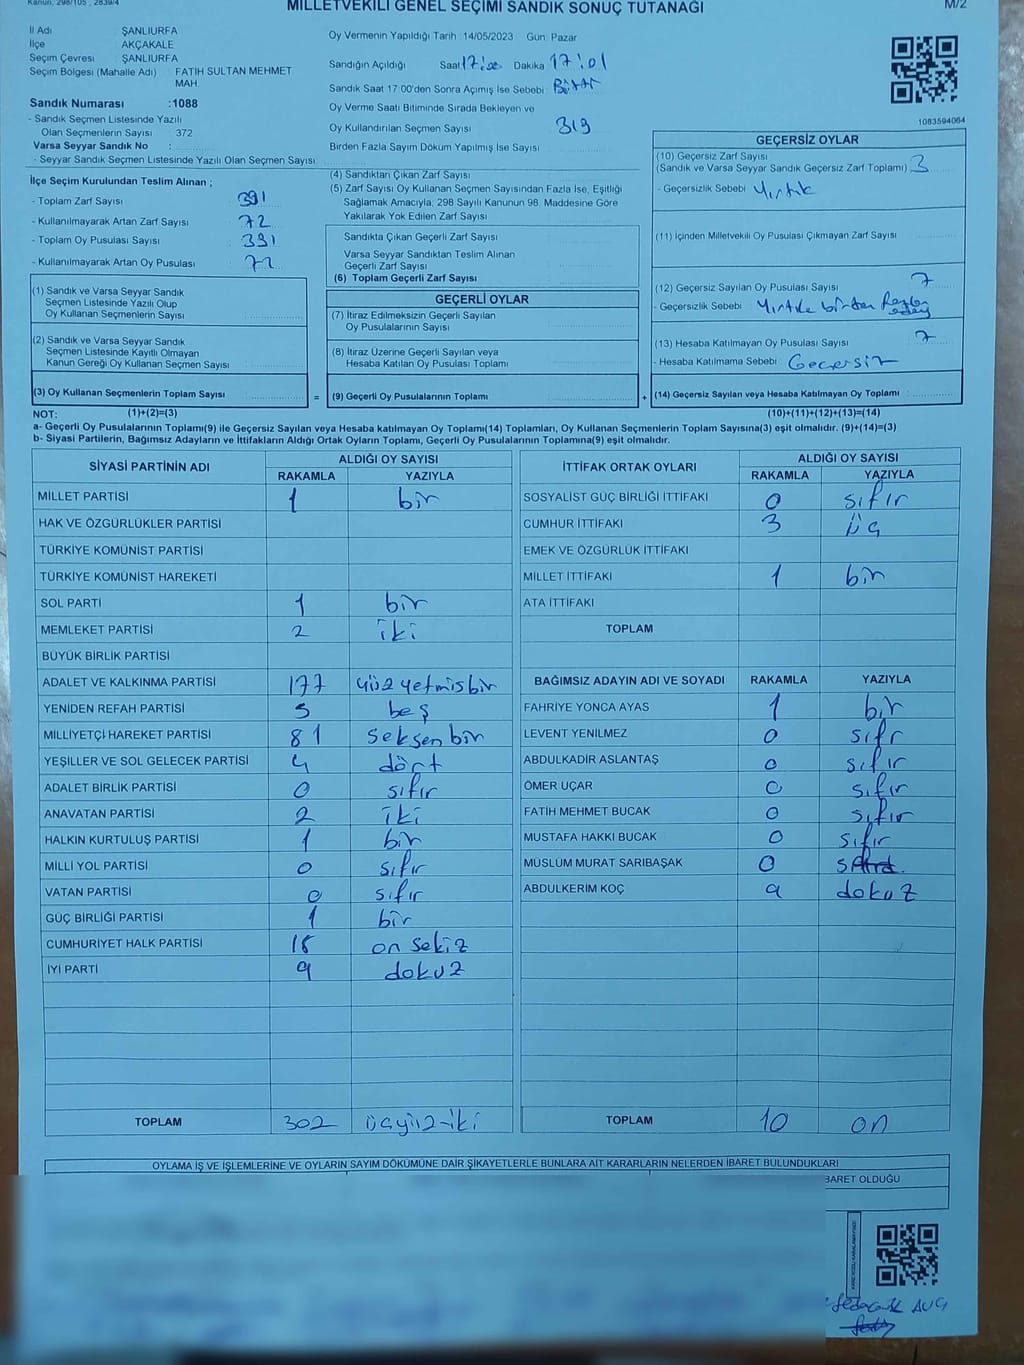 Kanun: 298/105 , 2839/4
MİLLETVEKİLİ GENEL SEÇİMİ SANDIK SONUÇ TUTANAĞI
M/2
İl Adı ŞANLIURFA
İlçe AKÇAKALE
Seçim Çevresi ŞANLIURFA
Seçim Bölgesi (Mahalle Adı) : FATİH SULTAN MEHMET
MAH.
Sandık Numarası :1088
- Sandık Seçmen Listesinde Yazılı
Olan Seçmenlerin Sayısı : 372
Varsa Seyyar Sandık No :
- Seyyar Sandık Seçmen Listesinde Yazılı Olan Seçmen Sayısı:
Oy Vermenin Yapıldığı Tarih :14/05/2023 Gün: Pazar
Sandığın Açıldığı Saat 17:00 Dakika 17:01
Sandık Saat 17:00'den Sonra Açmış İse Sebebi:
Oy Verme Saati Bitiminde Sırada Bekleyen ve
Oy Kullandırılan Seçmen Sayısı 319
Birden Fazla Sayım Döküm Yapılmış İse Sayısı :
1083594064
İlçe Seçim Kurulundan Teslim Alınan ;
- Toplam Zarf Sayısı 391
- Kullanılmayarak Artan Zarf Sayısı : 72
- Toplam Oy Pusulası Sayısı : 391
- Kullanılmayarak Artan Oy Pusulası : 72
(1) Sandık ve Varsa Seyyar Sandık
Seçmen Listesinde Yazılı Olup
Oy Kullanan Seçmenlerin Sayısı
(2) Sandık ve Varsa Seyyar Sandık
Seçmen Listesinde Kayıtlı Olmayan
Kanun Gereği Oy Kullanan Seçmen Sayısı
(3) Oy Kullanan Seçmenlerin Toplam Sayısı
(4) Sandıktan Çıkan Zarf Sayısı
(5) Zarf Sayısı Oy Kullanan Seçmen Sayısından Fazla İse, Eşitliği
Sağlamak Amacıyla, 298 Sayılı Kanunun 98. Maddesine Göre
Yakılarak Yok Edilen Zarf Sayısı
Sandıkta Çıkan Geçerli Zarf Sayısı
Varsa Seyyar Sandıktan Teslim Alınan
Geçerli Zarf Sayısı
(6) Toplam Geçerli Zarf Sayısı
GEÇERLİ OYLAR
(7) İtiraz Edilmeksizin Geçerli Sayılan
Oy Pusulalarının Sayısı
(8) İtiraz Üzerine Geçerli Sayılan veya
Hesaba Katılan Oy Pusulası Toplamı
= (9) Geçerli Oy Pusulalarının Toplamı
GEÇERSİZ OYLAR
(10) Geçersiz Zarf Sayısı
(Sandık ve Varsa Seyyar Sandık Geçersiz Zarf Toplamı) 3
- Geçersizlik Sebebi Yırtık
(11) İçinden Milletvekili Oy Pusulası Çıkmayan Zarf Sayısı
(12) Geçersiz Sayılan Oy Pusulası Sayısı 7
- Geçersizlik Sebebi : Yırtık birden fazla
(13) Hesaba Katılmayan Oy Pusulası Sayısı 7
- Hesaba Katılmama Sebebi : Geçersiz
+ (14) Geçersiz Sayılan veya Hesaba Katılmayan Oy Toplamı
NOT: (1)+(2)=(3) (10)+(11)+(12)+(13)=(14)
a- Geçerli Oy Pusulalarının Toplamı(9) ile Geçersiz Sayılan veya Hesaba Katılmayan Oy Toplamı(14) Toplamları, Oy Kullanan Seçmenlerin Toplam Sayısına(3) eşit olmalıdır. (9)+(14)=(3)
b- Siyasi Partilerin, Bağımsız Adayların ve İttifakların Aldığı Ortak Oyların Toplamı, Geçerli Oy Pusulalarının Toplamına(9) eşit olmalıdır.
SİYASİ PARTİNİN ADI ALDIĞI OY SAYISI
RAKAMLA YAZIYLA
MİLLET PARTİSİ 1 bir
HAK VE ÖZGÜRLÜKLER PARTİSİ
TÜRKİYE KOMÜNİST PARTİSİ
TÜRKİYE KOMÜNİST HAREKETİ
SOL PARTİ 1 bir
MEMLEKET PARTİSİ 2 iki
BÜYÜK BİRLİK PARTİSİ
ADALET VE KALKINMA PARTİSİ 177 yüz yetmis bir
YENİDEN REFAH PARTİSİ 5 beş
MİLLİYETÇİ HAREKET PARTİSİ 81 seksen bir
YEŞİLLER VE SOL GELECEK PARTİSİ 4 dört
ADALET BİRLİK PARTİSİ 0 sıfır
ANAVATAN PARTİSİ 2 iki
HALKIN KURTULUŞ PARTİSİ 1 bir
MİLLİ YOL PARTİSİ 0 sıfır
VATAN PARTİSİ 0 sıfır
GÜÇ BİRLİĞİ PARTİSİ 1 bir
CUMHURİYET HALK PARTİSİ 18 on sekiz
İYİ PARTİ 9 dokuz
TOPLAM 302 üçyüz-iki
İTTİFAK ORTAK OYLARI ALDIĞI OY SAYISI
RAKAMLA YAZIYLA
SOSYALİST GÜÇ BİRLİĞİ İTTİFAKI 0 sıfır
CUMHUR İTTİFAKI 3 üç
EMEK VE ÖZGÜRLÜK İTTİFAKI
MİLLET İTTİFAKI 1 bir
ATA İTTİFAKI
TOPLAM
BAĞIMSIZ ADAYIN ADI VE SOYADI RAKAMLA YAZIYLA
FAHRİYE YONCA AYAS 1 bir
LEVENT YENİLMEZ 0 sıfr
ABDULKADİR ASLANTAŞ 0 sıfır
ÖMER UÇAR 0 sıfır
FATİH MEHMET BUCAK 0 sıfır
MUSTAFA HAKKI BUCAK 0 sıfır
MÜSLÜM MURAT SARIBAŞAK 0
ABDULKERİM KOÇ 9 dokuz
TOPLAM 10 on
OYLAMA İŞ VE İŞLEMLERİNE VE OYLARIN SAYIM DÖKÜMÜNE DAİR ŞİKAYETLERLE BUNLARA AİT KARARLARIN NELERDEN İBARET BULUNDUKLARI
BARET OLDUĞU